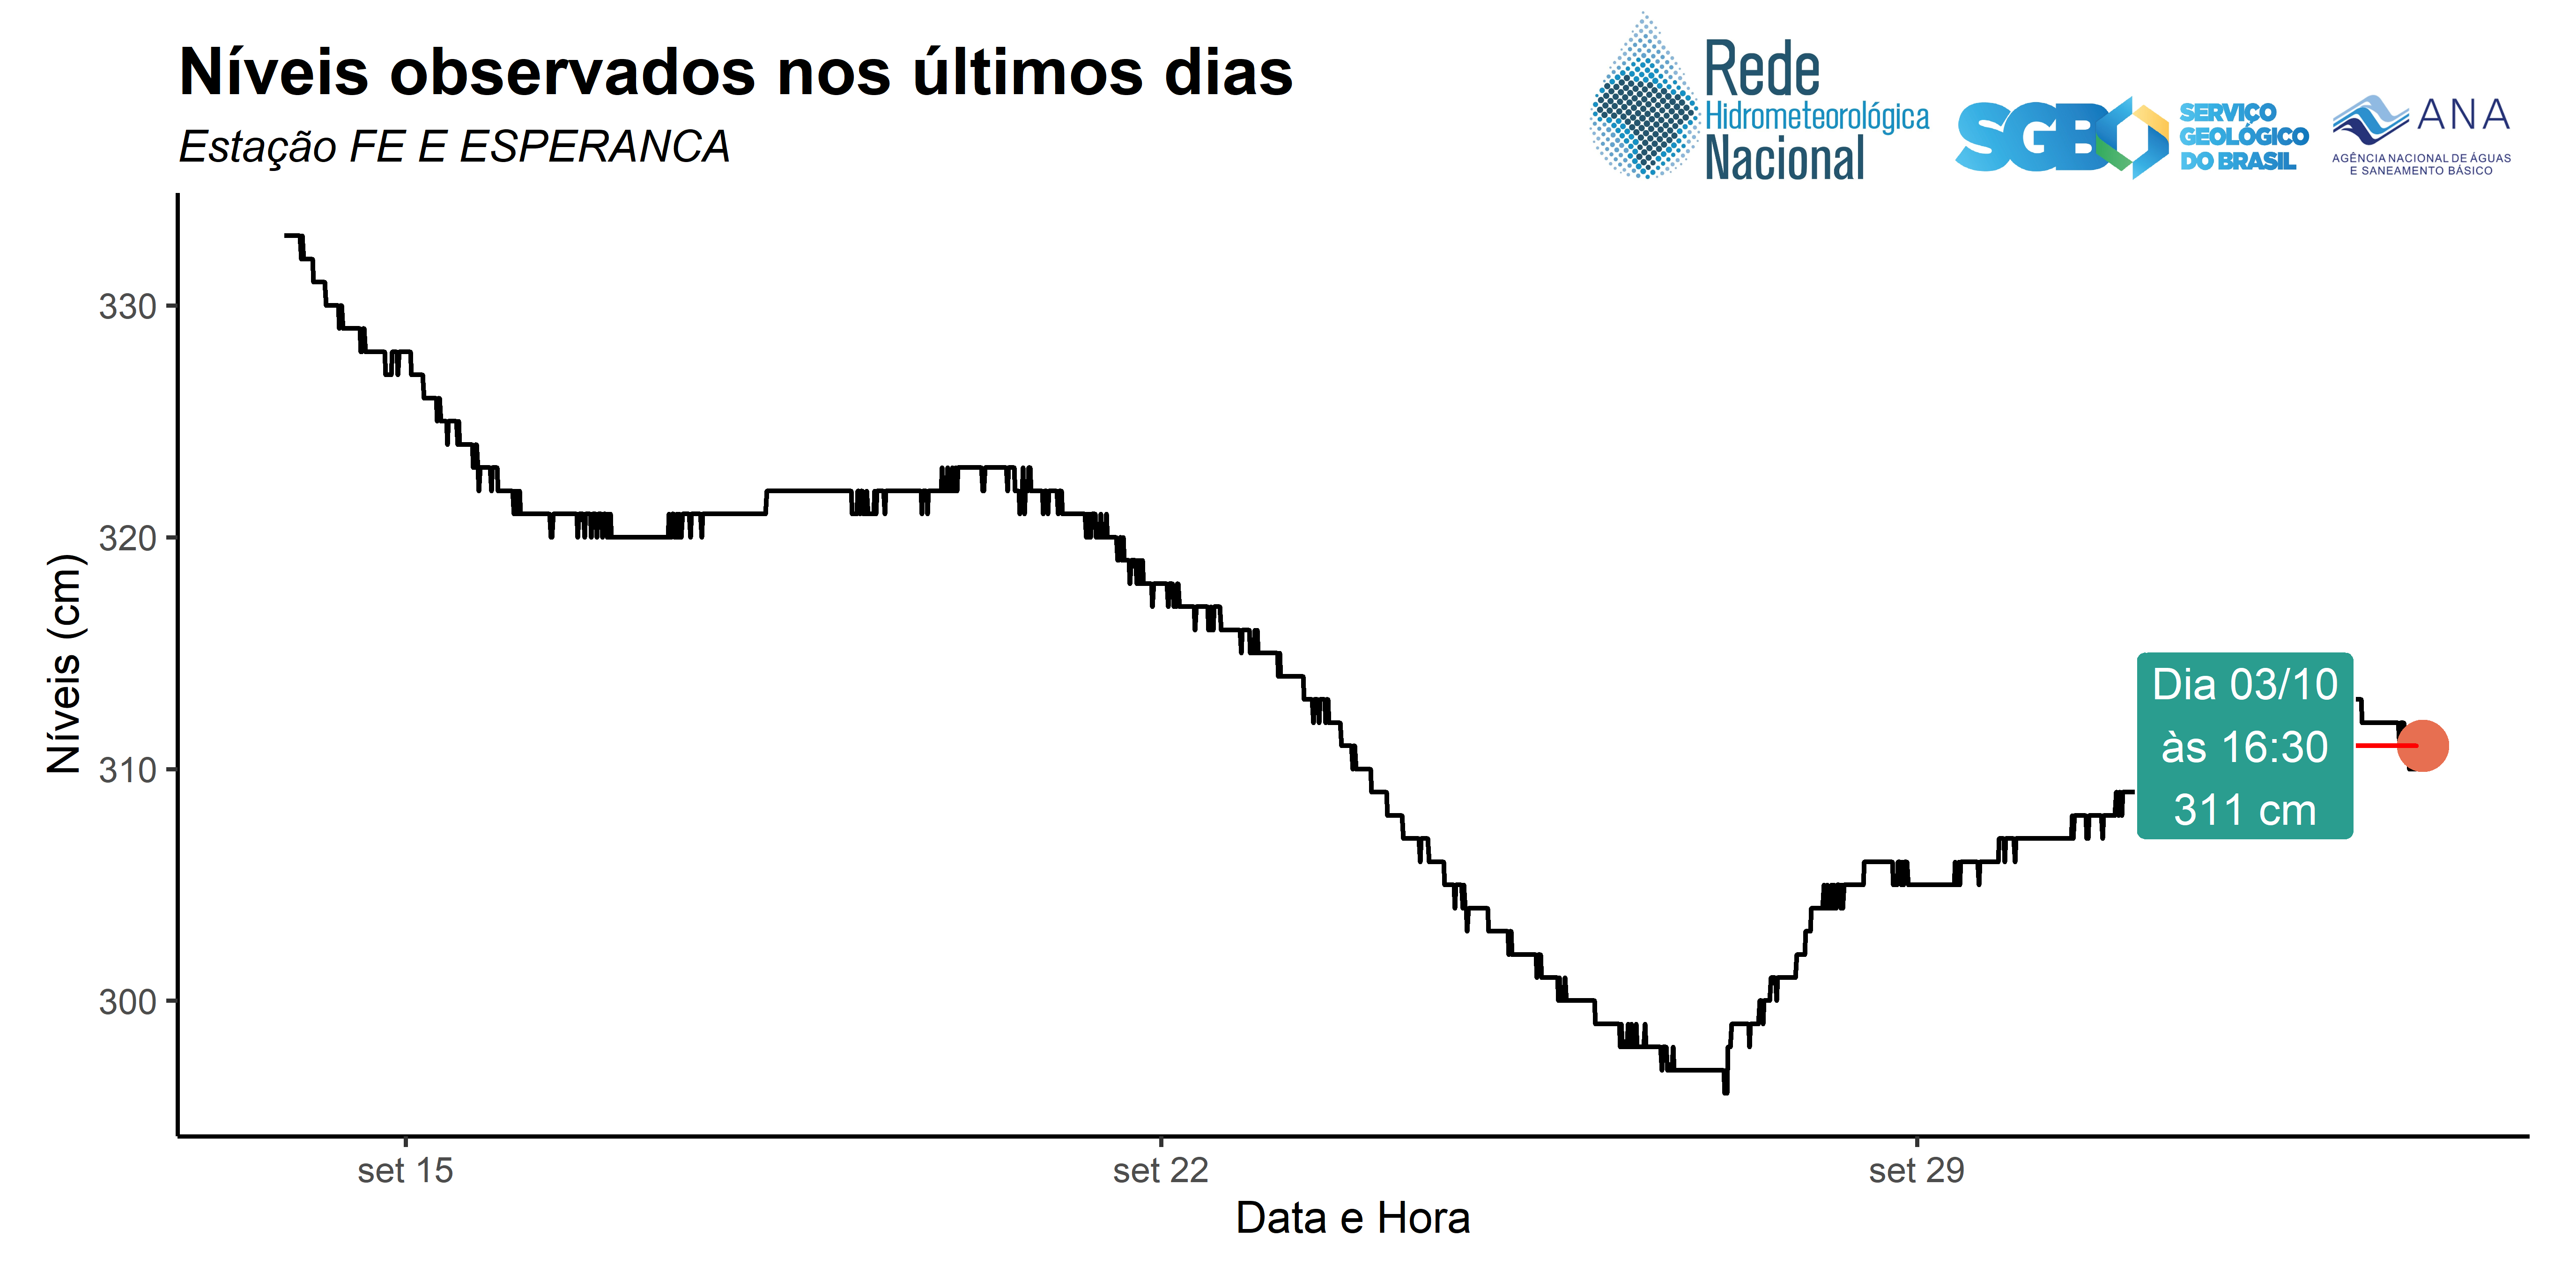 Níveis observados nos últimos dias
Estação FE E ESPERANCA
Rede
Hidrometeorológica
Nacional
SGB
SERVIÇO
GEOLÓGICO
DO BRASIL
ANA
AGÊNCIA NACIONAL DE ÁGUAS
E SANEAMENTO BÁSICO
Níveis (cm)
330
320
310
300
Dia 03/10
às 16:30
311 cm
set 15
set 22
set 29
Data e Hora